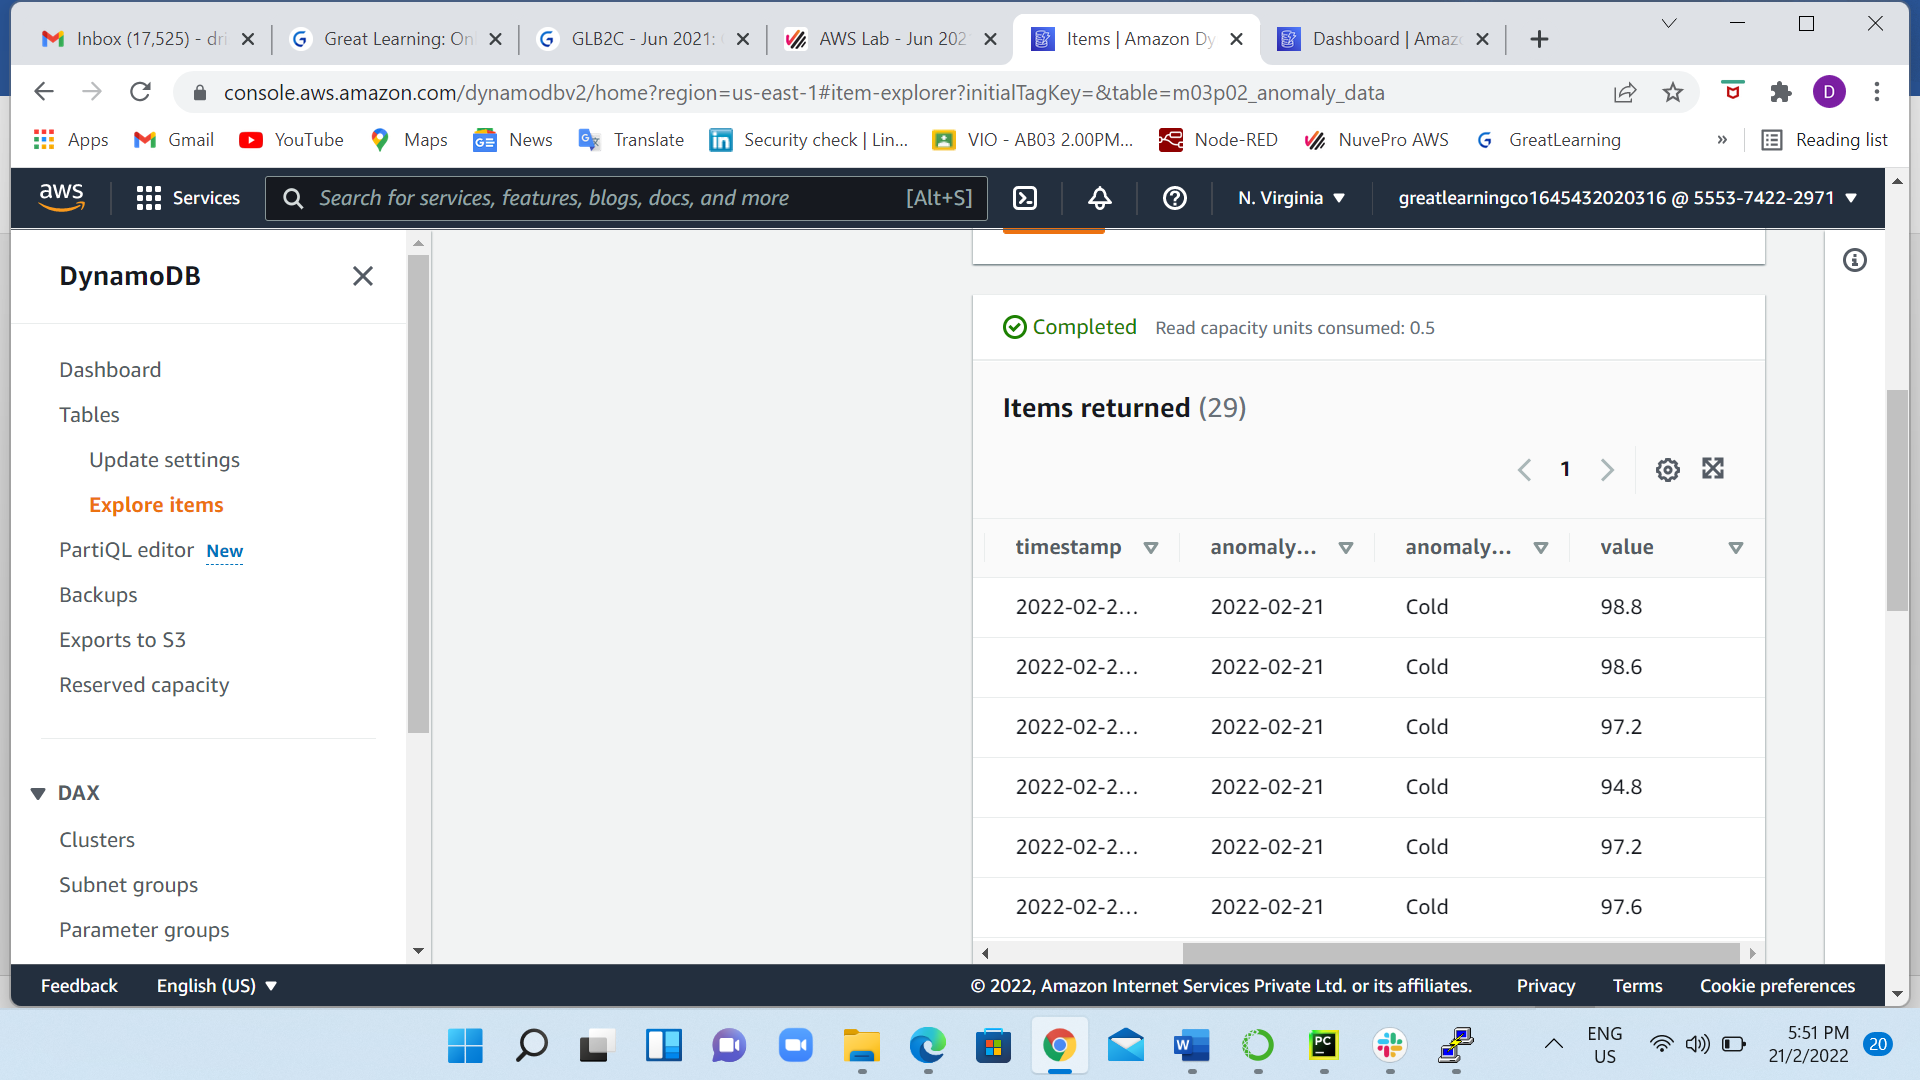 Inbox (17,525) - dri
Great Learning: On
GLB2C - Jun 2021:
AWS Lab - Jun 202
Items | Amazon Dy
Dashboard | Amaz
console.aws.amazon.com/dynamodbv2/home?region=us-east-1#item-explorer?initialTagKey=&table=m03p02_anomaly_data
D
Apps
Gmail
YouTube
Maps
News
Translate
Security check | Lin...
VIO - AB03 2.00PM...
Node-RED
NuvePro AWS
GreatLearning
»
Reading list
aws
Services
Search for services, features, blogs, docs, and more
[Alt+S]
N. Virginia
greatlearningco1645432020316 @ 5553-7422-2971
DynamoDB
Dashboard
Tables
Update settings
Explore items
PartiQL editor New
Backups
Exports to S3
Reserved capacity
DAX
Clusters
Subnet groups
Parameter groups
Completed Read capacity units consumed: 0.5
Items returned (29)
1
timestamp anomaly... anomaly... value
2022-02-2... 2022-02-21 Cold 98.8
2022-02-2... 2022-02-21 Cold 98.6
2022-02-2... 2022-02-21 Cold 97.2
2022-02-2... 2022-02-21 Cold 94.8
2022-02-2... 2022-02-21 Cold 97.2
2022-02-2... 2022-02-21 Cold 97.6
Feedback
English (US)
© 2022, Amazon Internet Services Private Ltd. or its affiliates.
Privacy
Terms
Cookie preferences
W
PC
ENG
US
5:51 PM
21/2/2022
20